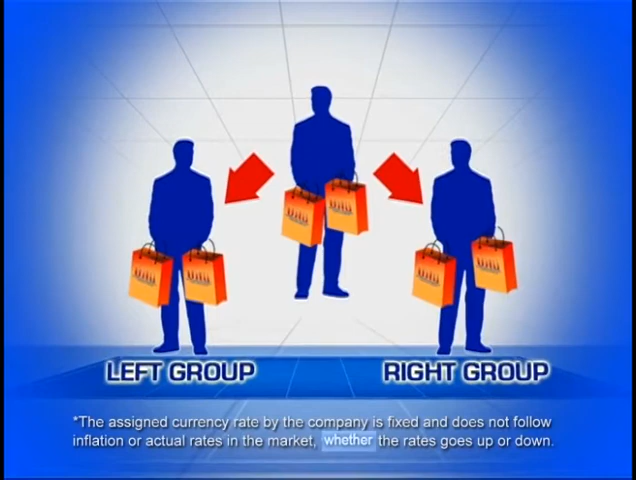 LEFT GROUP
RIGHT GROUP
*The assigned currency rate by the company is fixed and does not follow
inflation or actual rates in the market, whether the rates goes up or down.